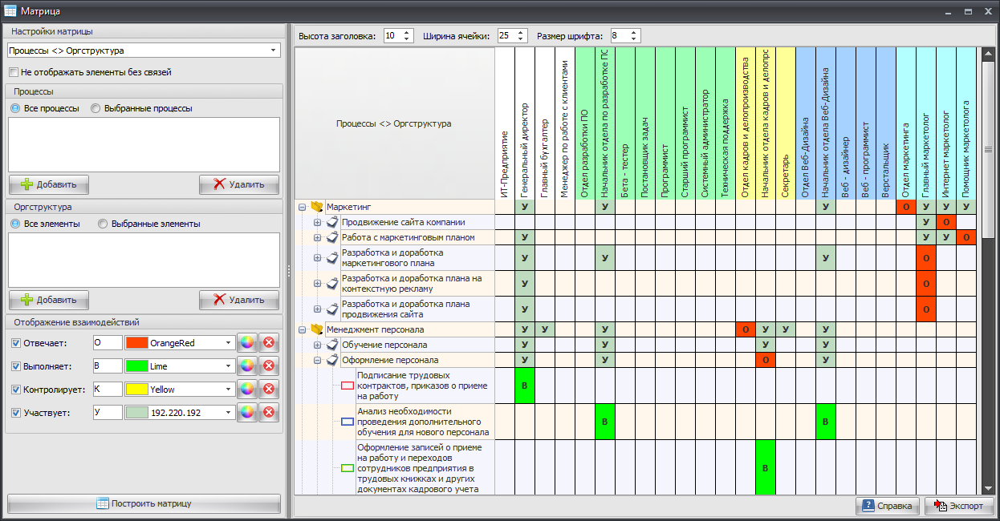 Матрица
Настройки матрицы
Процессы <> Оргструктура
Не отображать элементы без связей
Процессы
Все процессы
Выбранные процессы
Добавить
Удалить
Оргструктура
Все элементы
Выбранные элементы
Добавить
Удалить
Отображение взаимодействий
Отвечает:
О
OrangeRed
Выполняет:
В
Lime
Контролирует:
К
Yellow
Участвует:
У
192.220.192
Построить матрицу
Высота заголовка:
10
Ширина ячейки:
25
Размер шрифта:
8
Процессы <> Оргструктура
ИТ-Предприятие
Генеральный директор
Главный бухгалтер
Менеджер по работе с клиентами
Отдел разработки ПО
Начальник отдела по разработке ПС
Бета - тестер
Постановщик задач
Программист
Старший программист
Системный администратор
Техническая поддержка
Отдел кадров и делопроизводства
Начальник отдела кадров и делопрс
Секретарь
Отдел Веб-Дизайна
Начальник отдела Веб-Дизайна
Веб - дизайнер
Веб - программист
Верстальщик
Отдел маркетинга
Главный маркетолог
Интернет маркетолог
Помощник маркетолога
Маркетинг
У У У О У У У
Продвижение сайта компании
У О
Работа с маркетинговым планом
У У У О
Разработка и доработка
маркетингового плана
У У У О
Разработка и доработка плана на
контекстную рекламу
У О
Разработка и доработка плана
продвижения сайта
У О
Менеджмент персонала
У У У О У У У
Обучение персонала
У У У У
Оформление персонала
У У О У
Подписание трудовых
контрактов, приказов о приеме
на работу
В
Анализ необходимости
проведения дополнительного
обучения для нового персонала
В В
Оформление записей о приеме
на работу и переходов
сотрудников предприятия в
трудовых книжках и других
документах кадрового учета
В
Справка
Экспорт